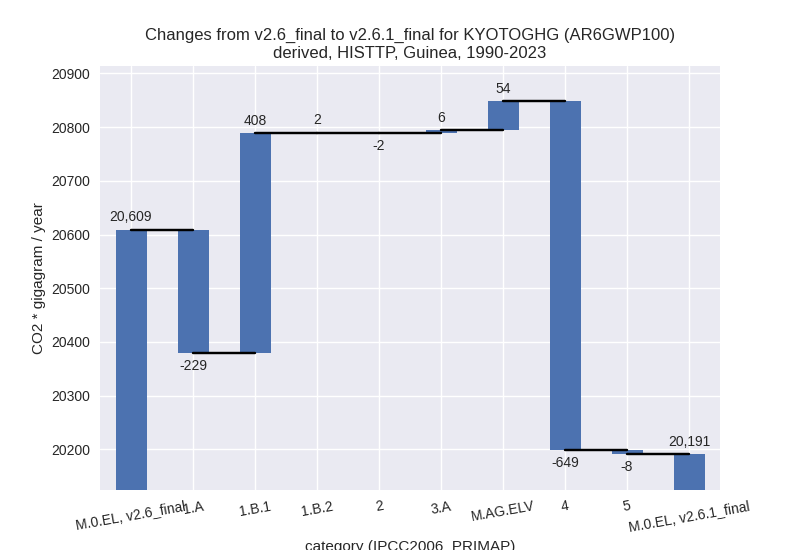 Changes from v2.6_final to v2.6.1_final for KYOTOGHG (AR6GWP100)
derived, HISTTP, Guinea, 1990-2023
CO2 * gigagram / year
20900
20800
20700
20600
20500
20400
20300
20200
20,609
-229
408
2
-2
6
54
-649
-8
20,191
M.0.EL, v2.6_final
1.A
1.B.1
1.B.2
2
3.A
M.AG.ELV
4
5
M.0.EL, v2.6.1_final
category (IPCC2006_PRIMAP)